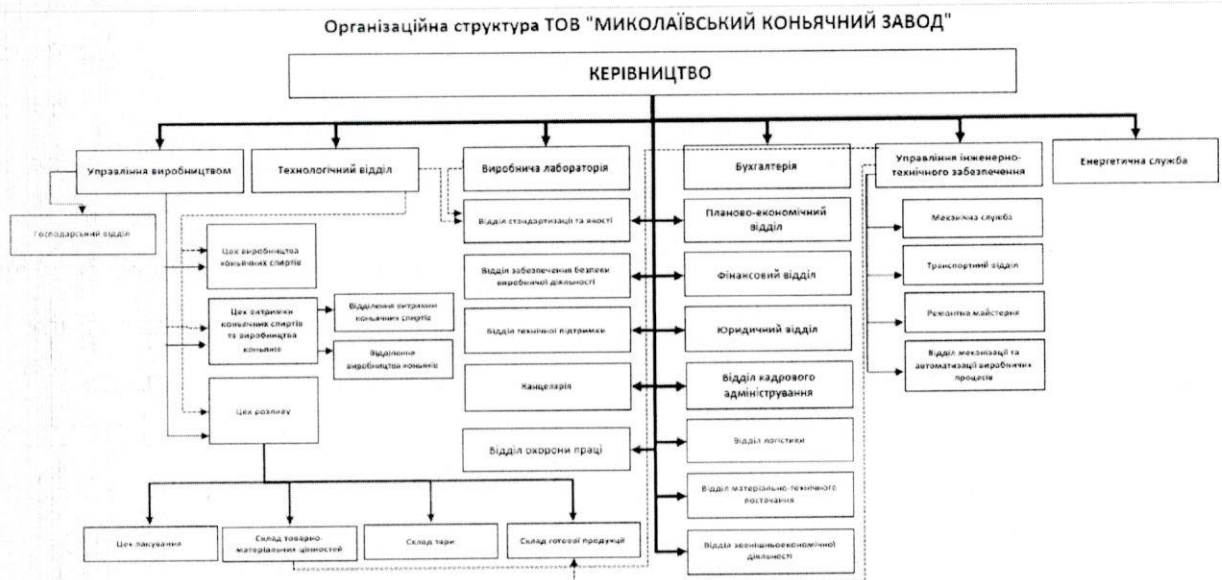 Організаційна структура ТОВ "МИКОЛАЇВСЬКИЙ КОНЬЯЧНИЙ ЗАВОД"
КЕРІВНИЦТВО
Управління виробництвом
Технологічний відділ
Виробнича лабораторія
Бухгалтерія
Управління інженерно-
технічного забезпечення
Енергетична служба
Господарський відділ
Відділ стандартизації та якості
Планово-економічний
відділ
Механічна служба
Цех виробництва
коньячних спиртів
Відділ забезпечення безпеки
виробничої діяльності
Фінансовий відділ
Транспортний відділ
Цех витримки
коньячних спиртів
та виробництва
коньяків
Відділення витримки
коньячних спиртів
Відділення
виробництва коньяків
Відділ технічної підтримки
Юридичний відділ
Ремонтна майстерня
Відділ механізації та
автоматизації виробничих
процесів
Цех розливу
Канцелярія
Відділ кадрового
адміністрування
Відділ охорони праці
Відділ логістики
Відділ матеріально-технічного
постачання
Цех пакування
Склад товарно-
матеріальних цінностей
Склад тари
Склад готової продукції
Відділ зовнішньоекономічної
діяльності